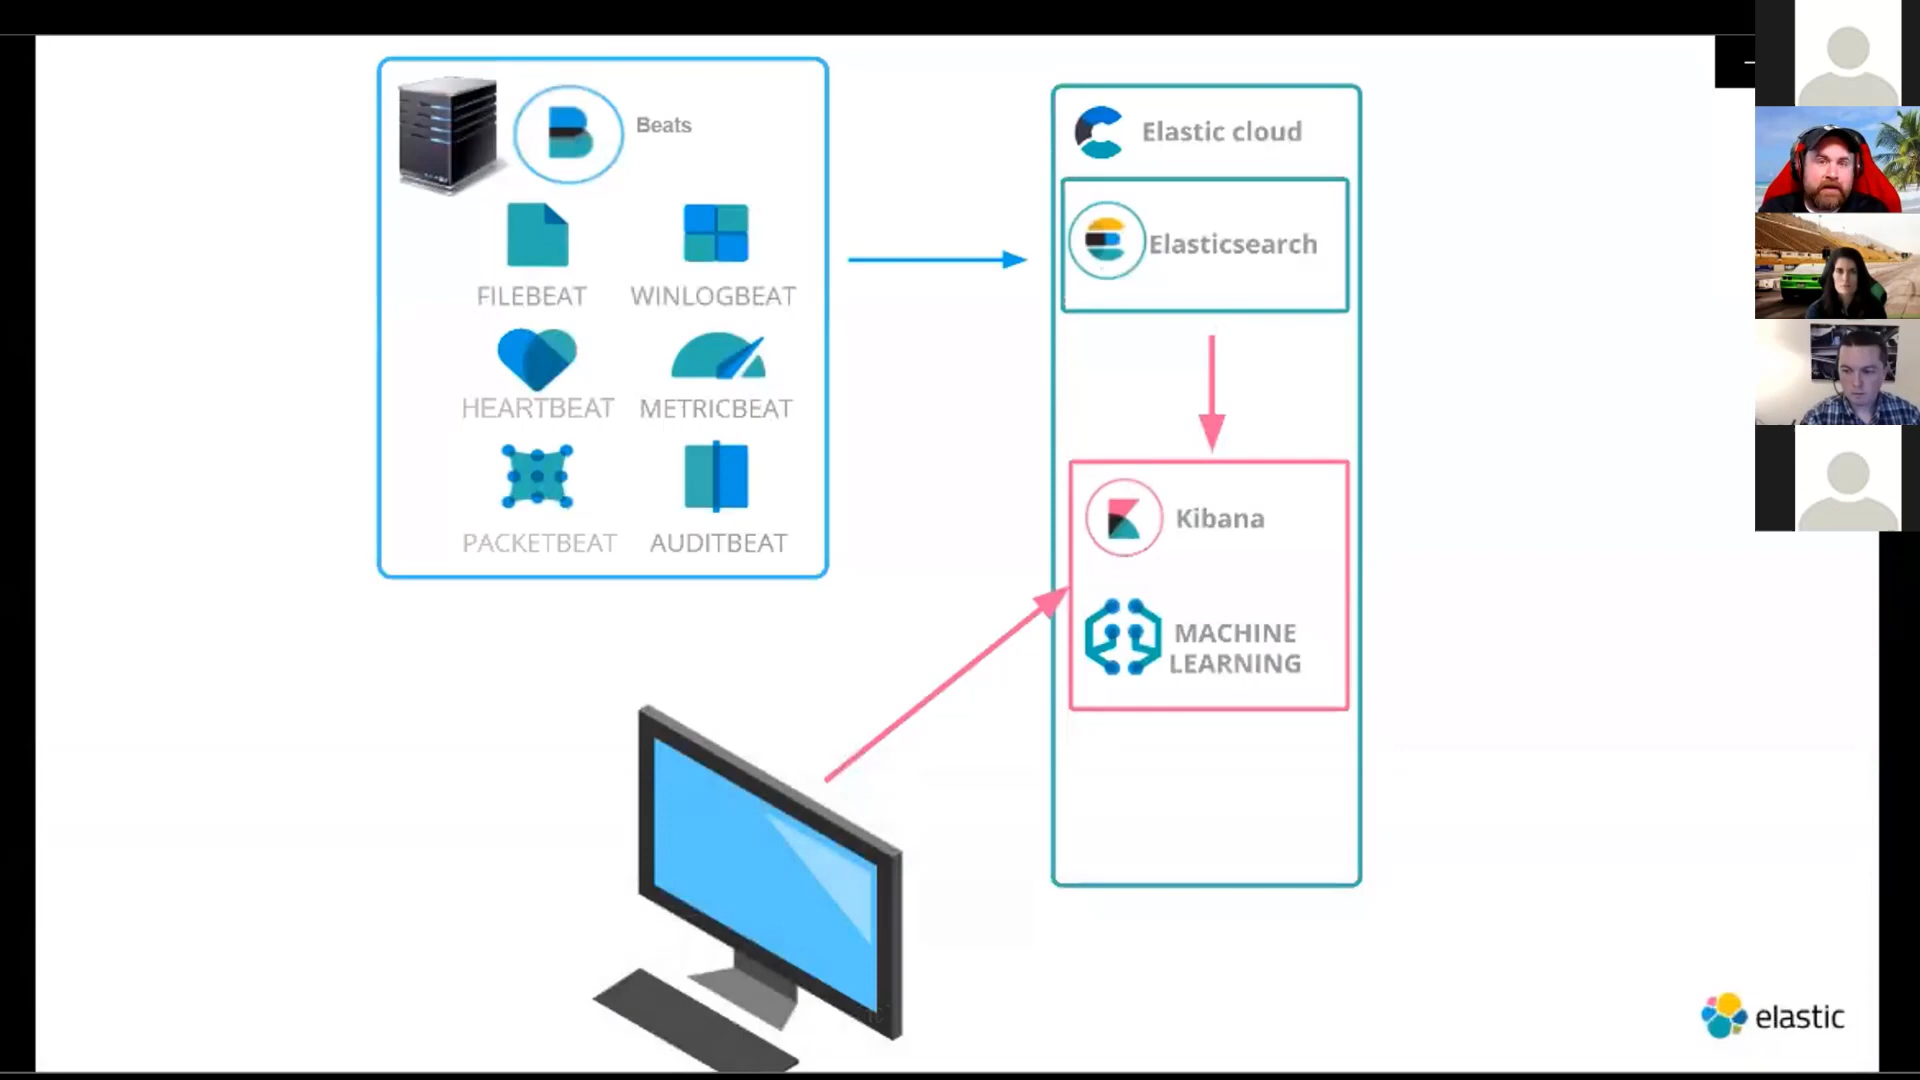 Beats
FILEBEAT
WINLOGBEAT
HEARTBEAT
METRICBEAT
PACKETBEAT
AUDITBEAT
Elastic cloud
Elasticsearch
Kibana
MACHINE
LEARNING
elastic